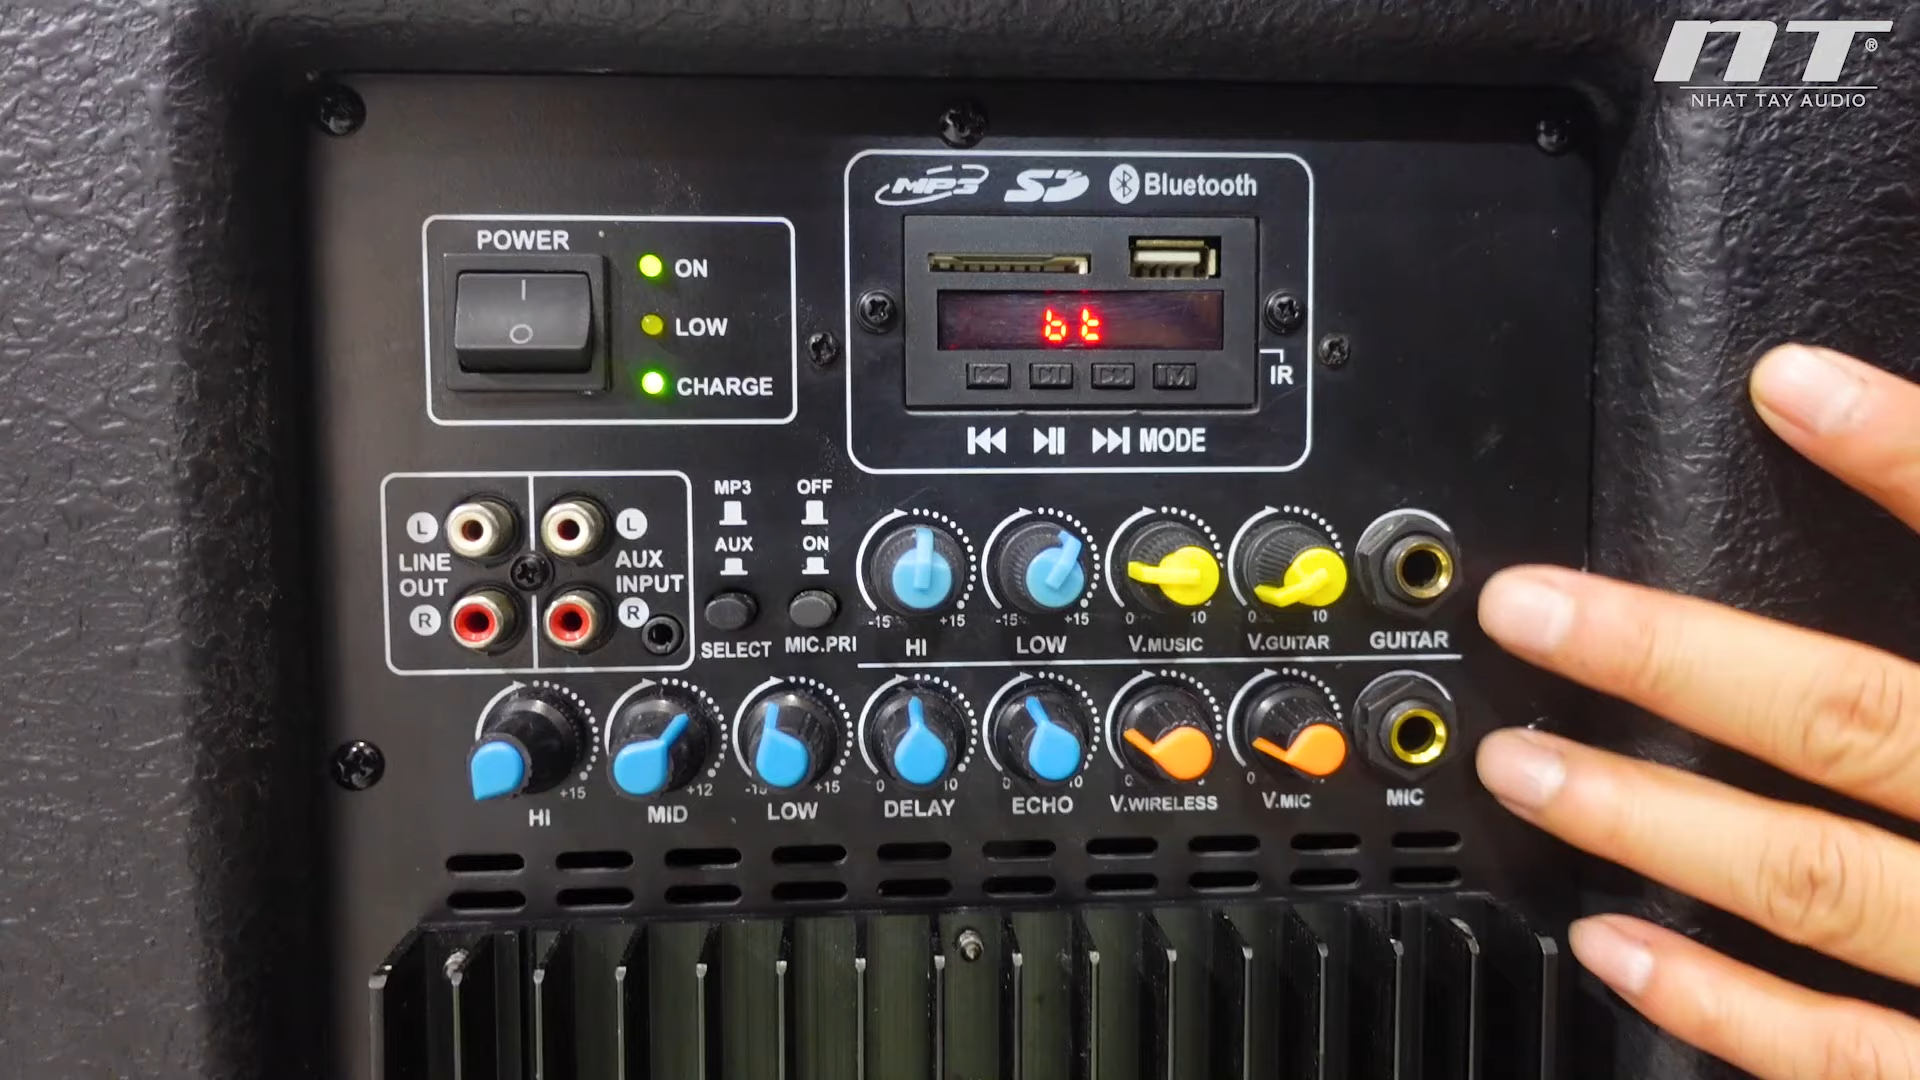 NT®
NHAT TAY AUDIO
MP3 SD Bluetooth
POWER
ON
LOW
CHARGE
bt
M
IR
MODE
L L
LINE OUT
AUX INPUT
R R
MP3 OFF
AUX ON
SELECT MIC.PRI
-15 +15 -15 +15 0 10 0 10
HI LOW V.MUSIC V.GUITAR GUITAR
+15 +12 -15 +15 0 10 0 10 0 0
HI MID LOW DELAY ECHO V.WIRELESS V.MIC MIC